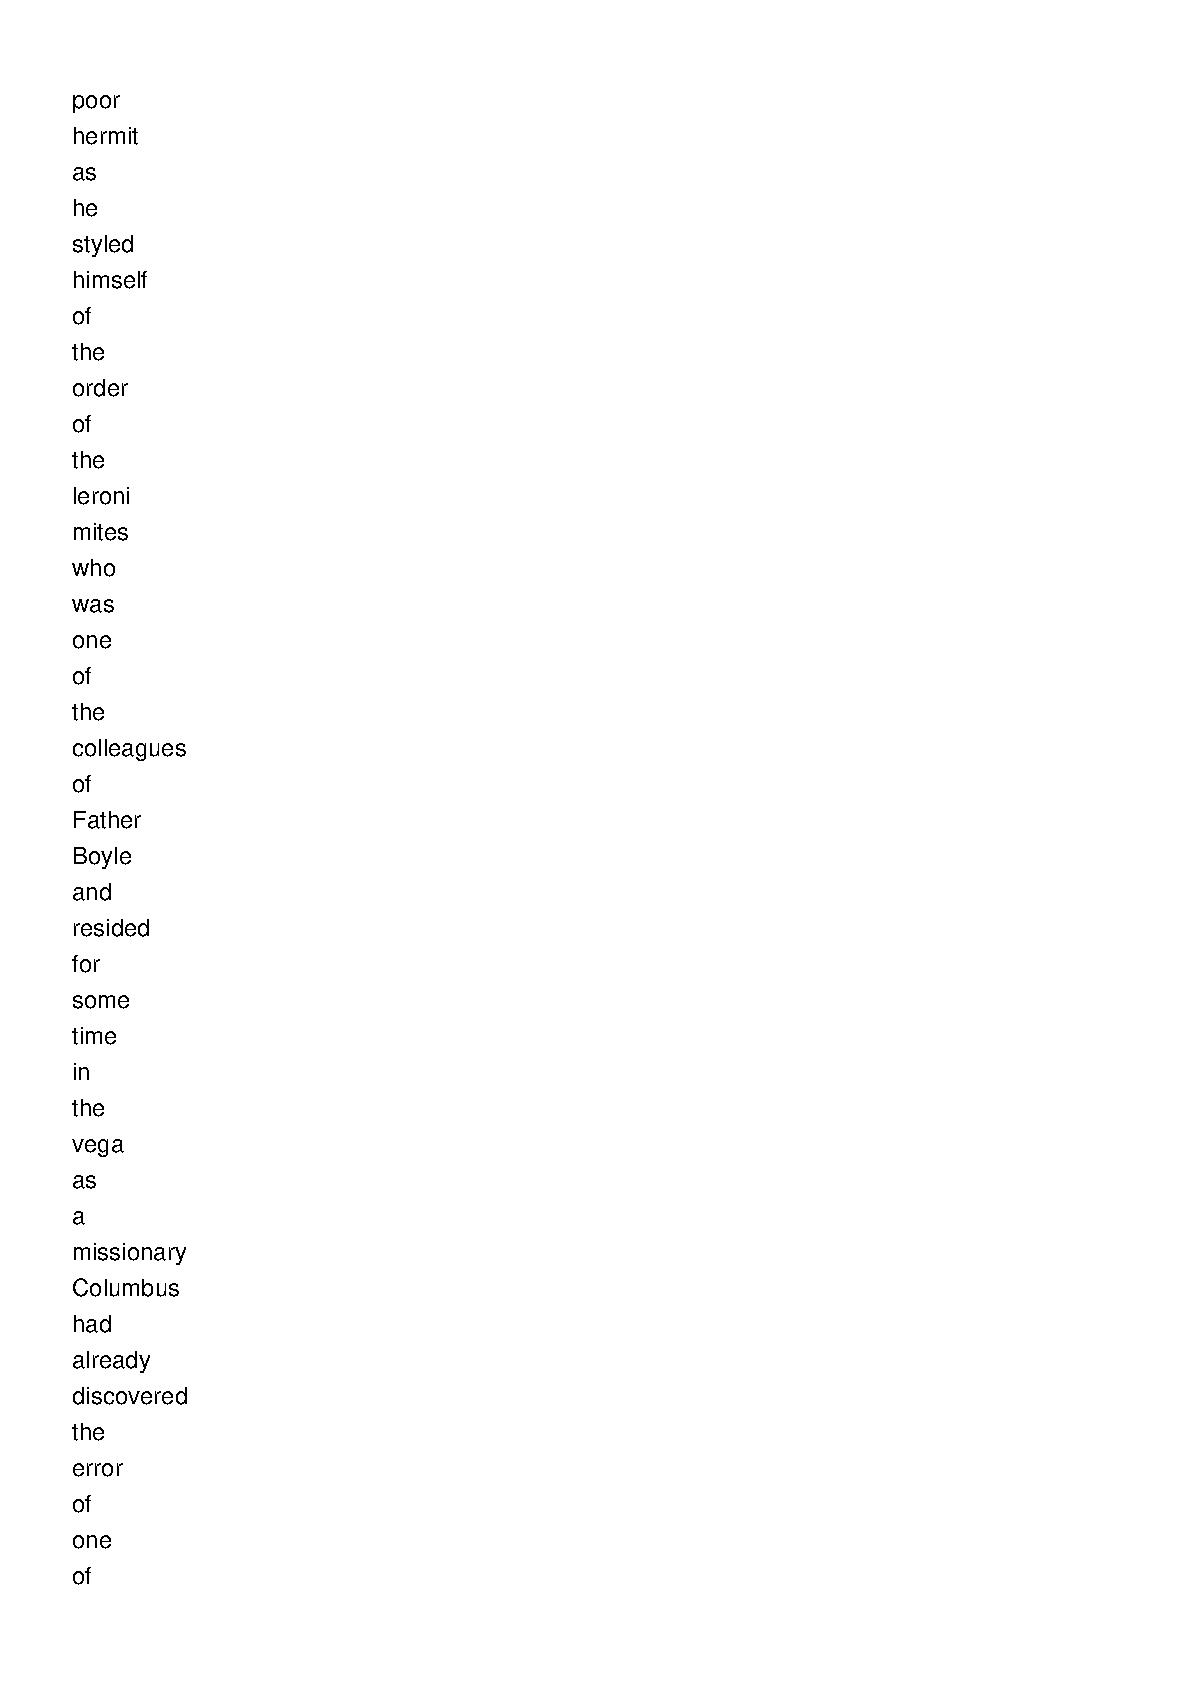 poor
hermit
as
he
styled
himself
of
the
order
of
the
leroni
mites
who
was
one
of
the
colleagues
of
Father
Boyle
and
resided
for
some
time
in
the
vega
as
a
missionary
Columbus
had
already
discovered
the
error
of
one
of